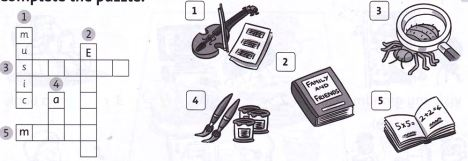 Complete the puzzle.
1
m
2
u
E
3
s
i
4
c
a
5
m
1
2
3
FAMILY
AND
FRIENDS
4
5
5x5=
2+2=4